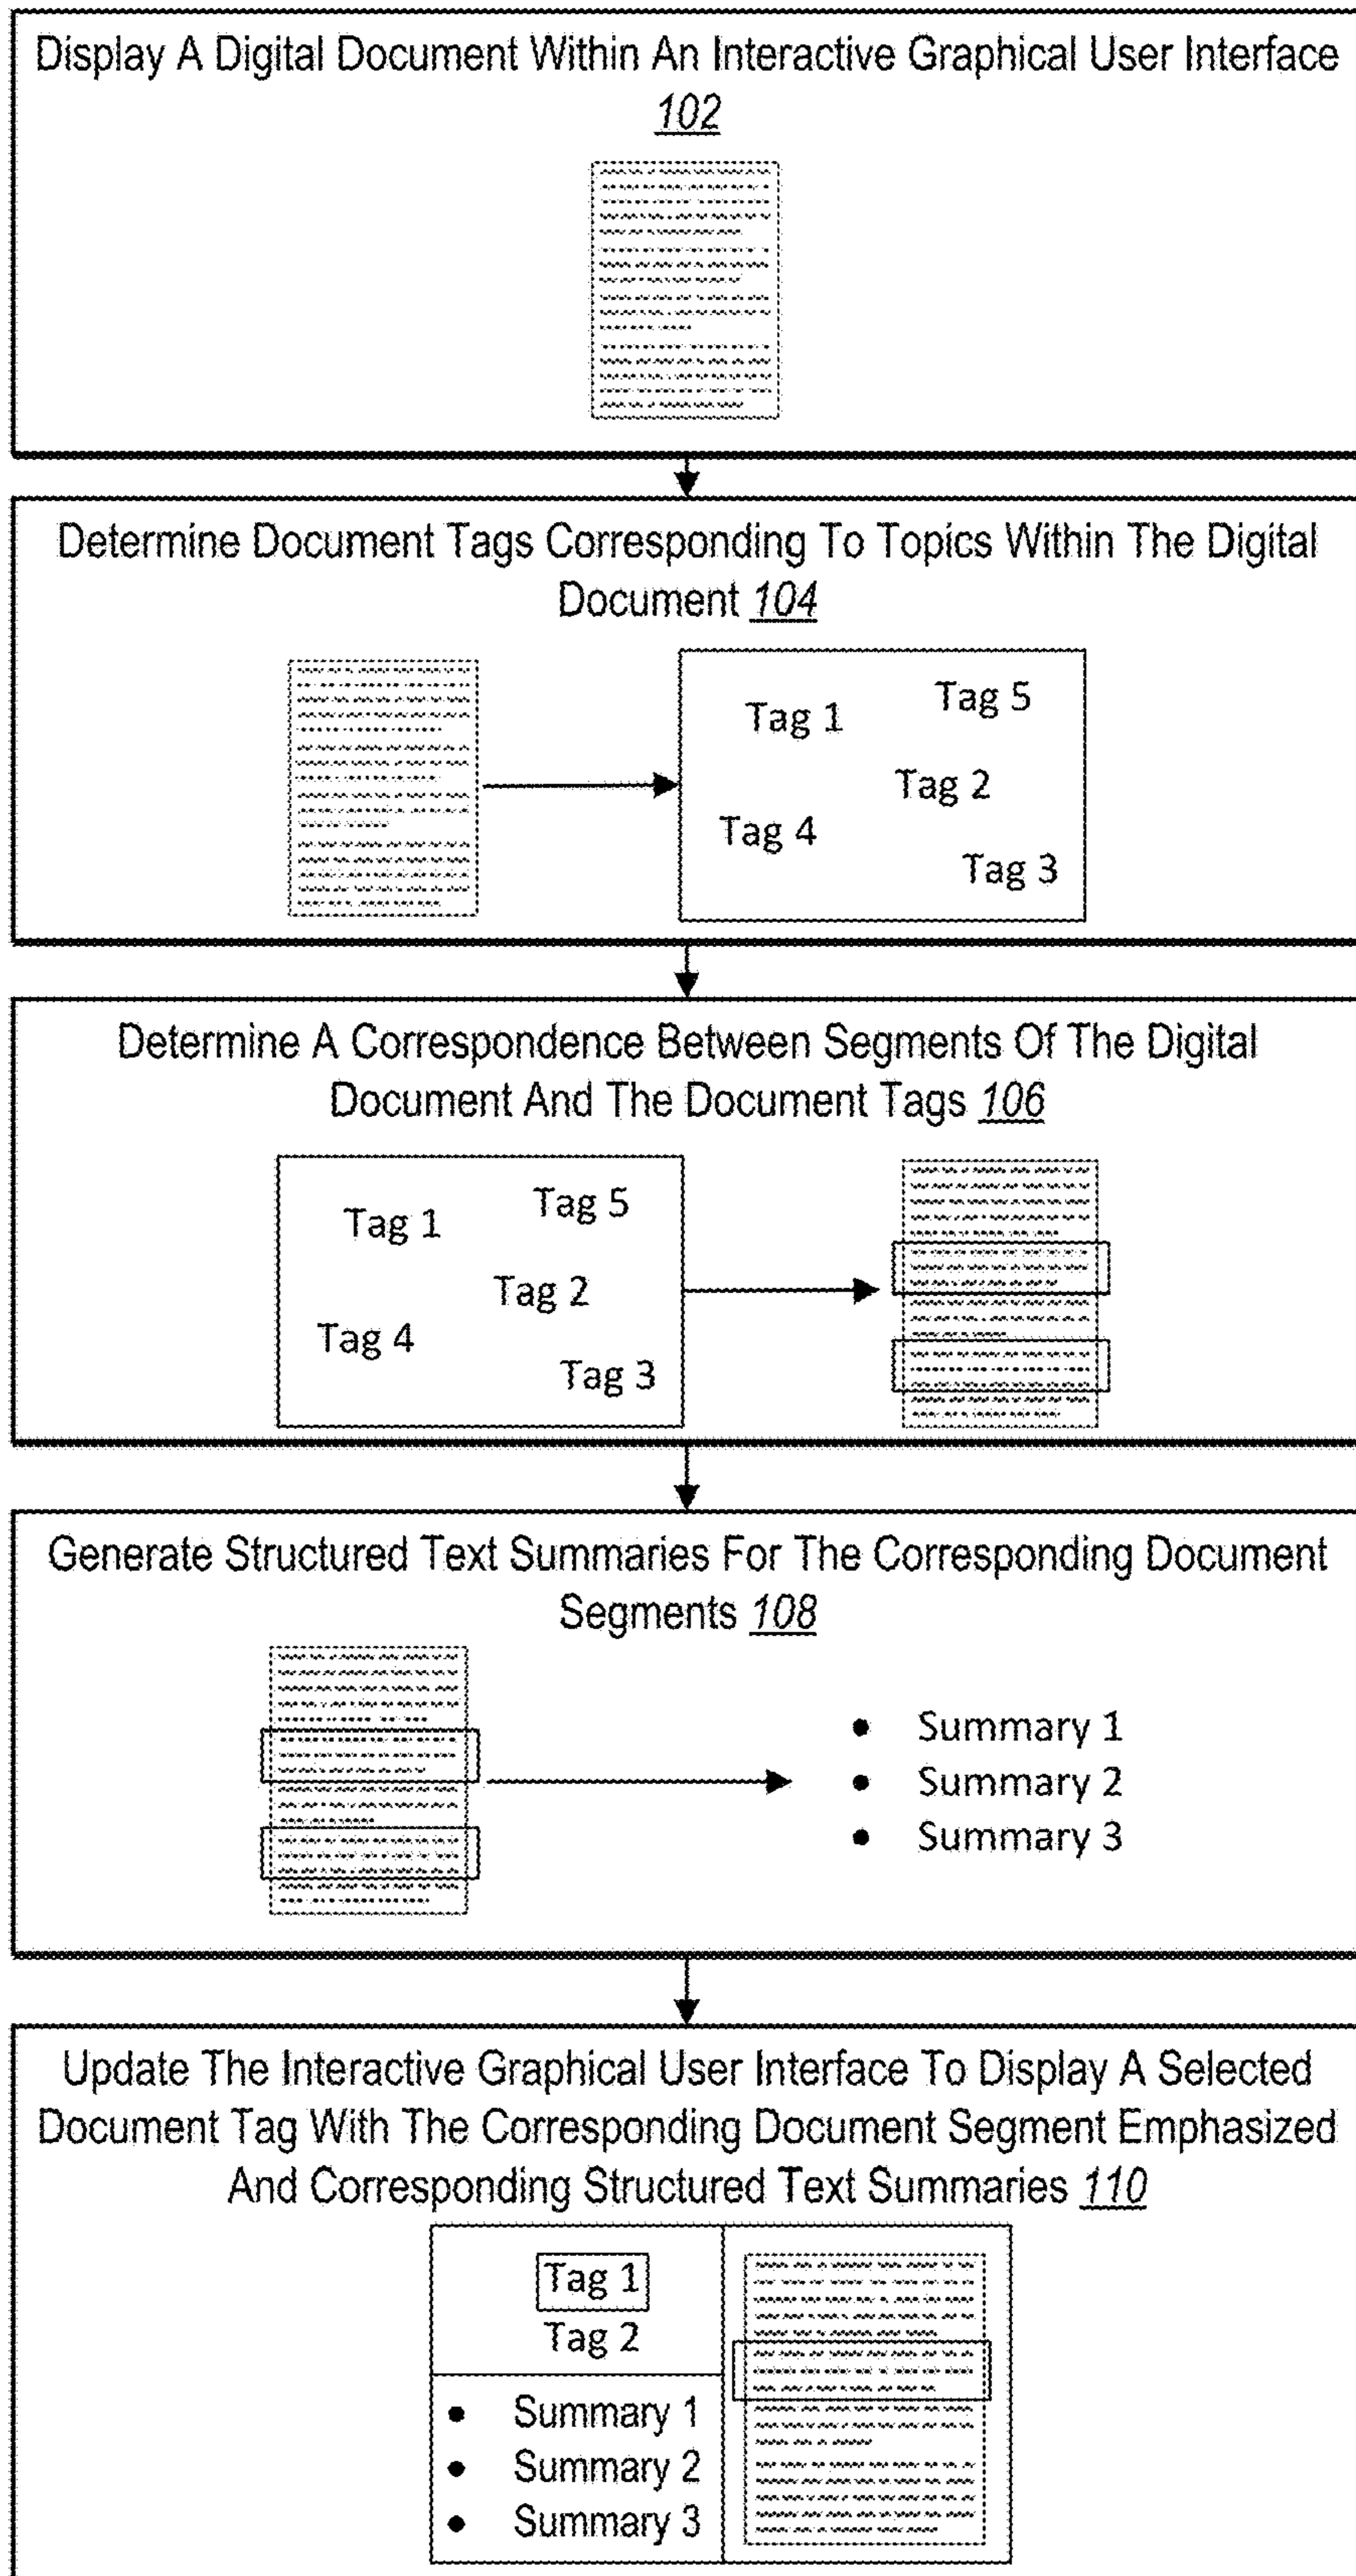 Display A Digital Document Within An Interactive Graphical User Interface
102
Determine Document Tags Corresponding To Topics Within The Digital
Document 104
Tag 1
Tag 5
Tag 2
Tag 4
Tag 3
Determine A Correspondence Between Segments Of The Digital
Document And The Document Tags 106
Tag 1
Tag 5
Tag 2
Tag 4
Tag 3
Generate Structured Text Summaries For The Corresponding Document
Segments 108
• Summary 1
• Summary 2
• Summary 3
Update The Interactive Graphical User Interface To Display A Selected
Document Tag With The Corresponding Document Segment Emphasized
And Corresponding Structured Text Summaries 110
Tag 1
Tag 2
• Summary 1
• Summary 2
• Summary 3